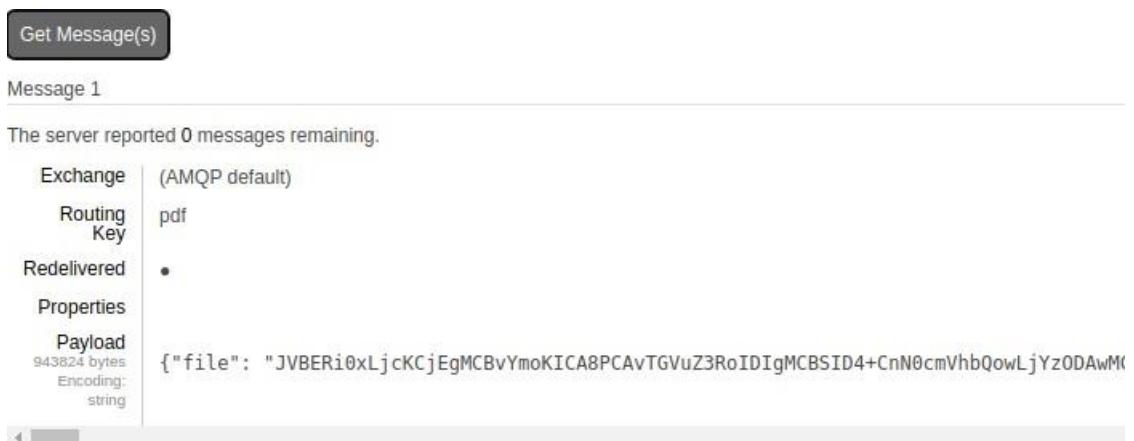 Get Message(s)
Message 1
The server reported 0 messages remaining.
Exchange (AMQP default)
Routing Key pdf
Redelivered ●
Properties
Payload
943824 bytes
Encoding:
string
{"file": "JVBERi0xLjcKCjEgMCBvYmoKICA8PCAvTGVuZ3RoIDIgMCBSID4+CnN0cmVhbQowLjYzODAwMC